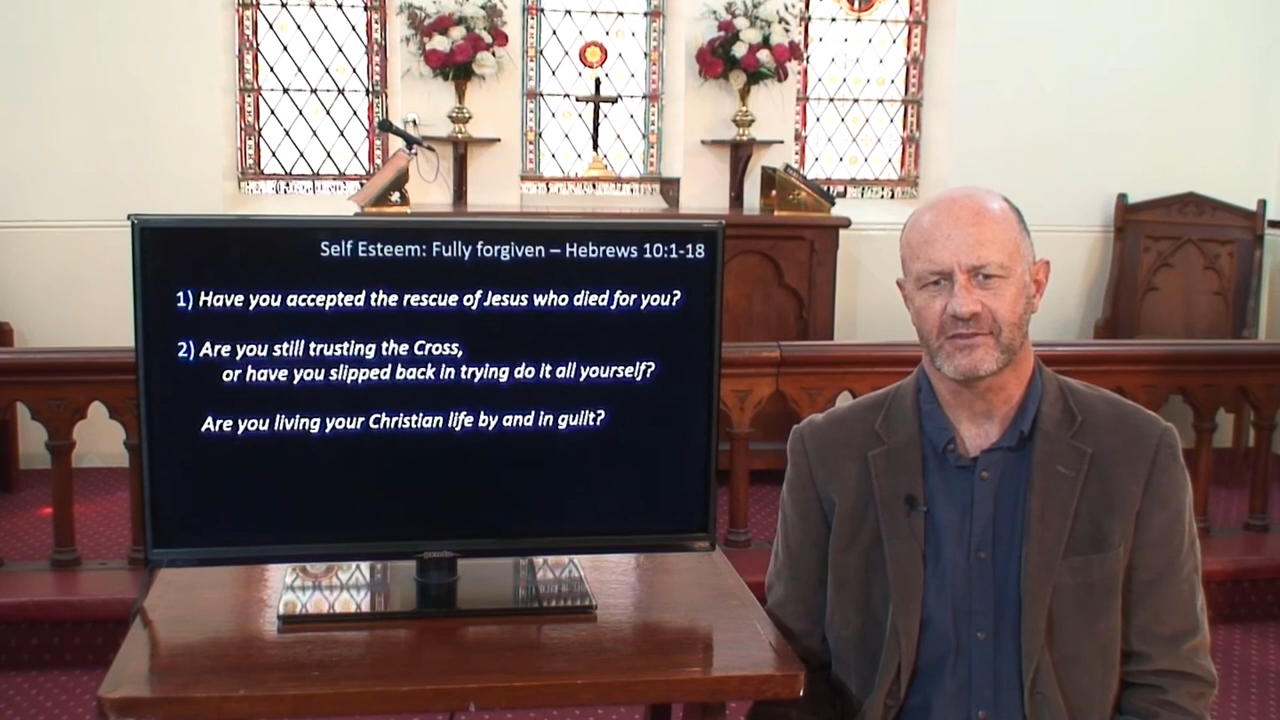 Self Esteem: Fully forgiven – Hebrews 10:1-18
1) Have you accepted the rescue of Jesus who died for you?
2) Are you still trusting the Cross,
or have you slipped back in trying do it all yourself?
Are you living your Christian life by and in guilt?